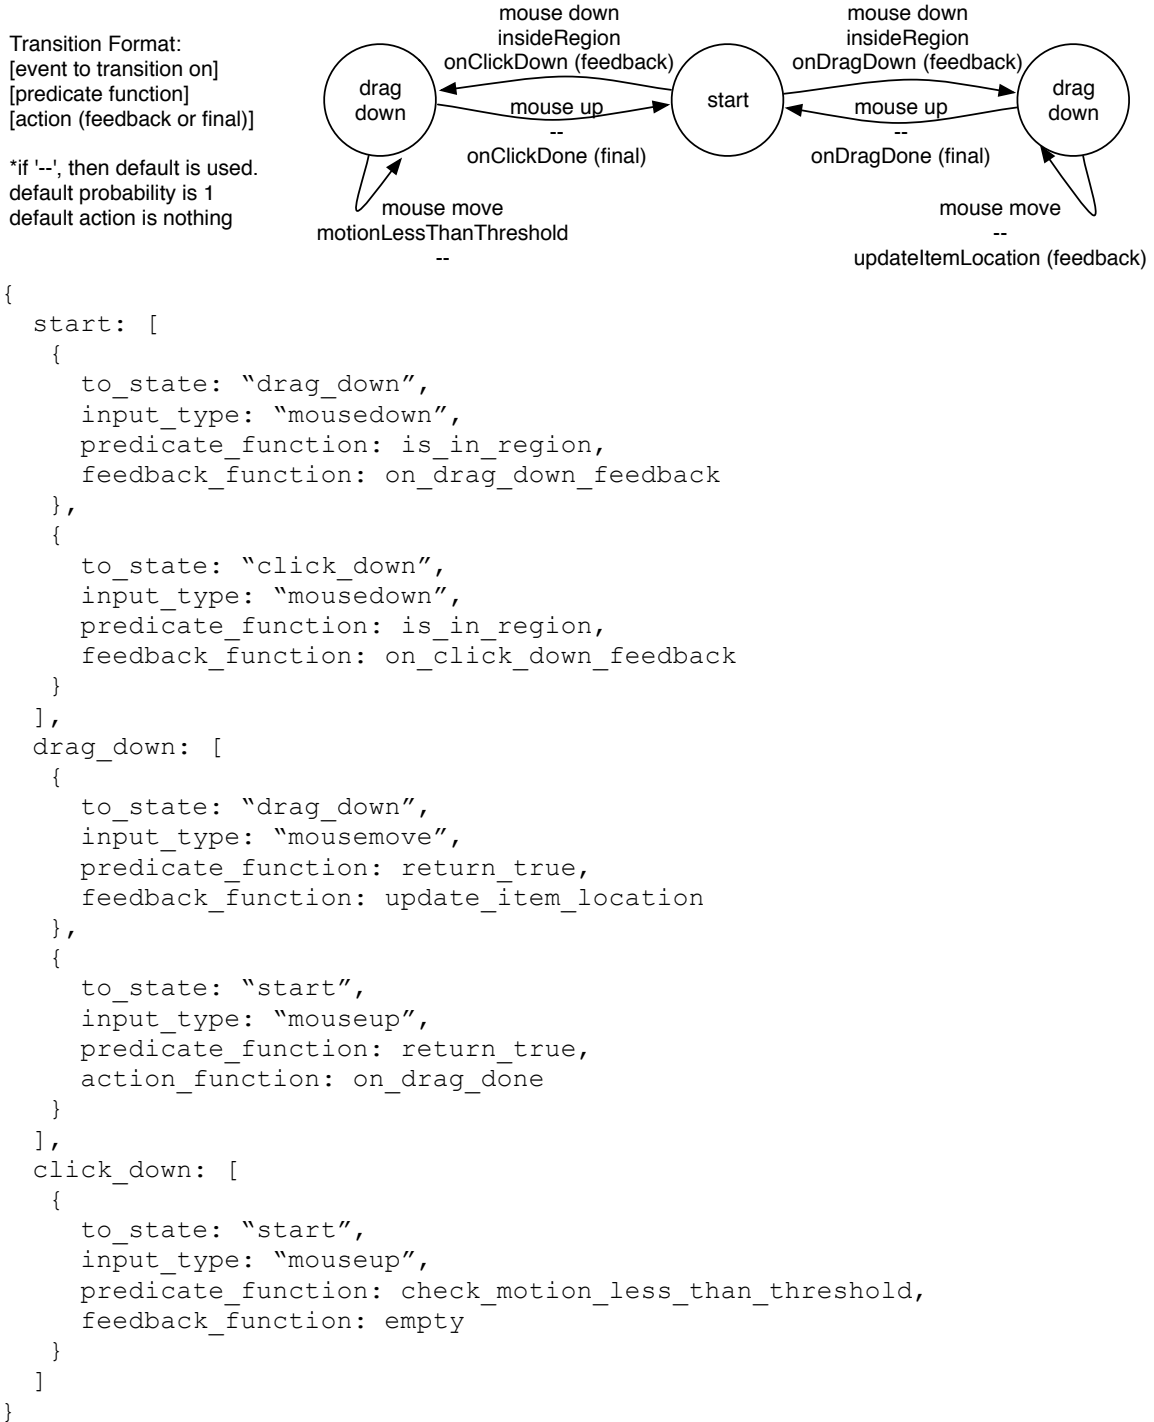 Transition Format:
[event to transition on]
[predicate function]
[action (feedback or final)]
*if '--', then default is used.
default probability is 1
default action is nothing
mouse down
insideRegion
onClickDown (feedback)
mouse down
insideRegion
onDragDown (feedback)
drag
down
start
drag
down
mouse up
--
onClickDone (final)
mouse up
--
onDragDone (final)
mouse move
motionLessThanThreshold
--
mouse move
--
updateItemLocation (feedback)
{
  start: [
   {
     to_state: “drag_down”,
     input_type: “mousedown”,
     predicate_function: is_in_region,
     feedback_function: on_drag_down_feedback
   },
   {
     to_state: “click_down”,
     input_type: “mousedown”,
     predicate_function: is_in_region,
     feedback_function: on_click_down_feedback
   }
  ],
  drag_down: [
   {
     to_state: “drag_down”,
     input_type: “mousemove”,
     predicate_function: return_true,
     feedback_function: update_item_location
   },
   {
     to_state: “start”,
     input_type: “mouseup”,
     predicate_function: return_true,
     action_function: on_drag_done
   }
  ],
  click_down: [
   {
     to_state: “start”,
     input_type: “mouseup”,
     predicate_function: check_motion_less_than_threshold,
     feedback_function: empty
   }
  ]
}